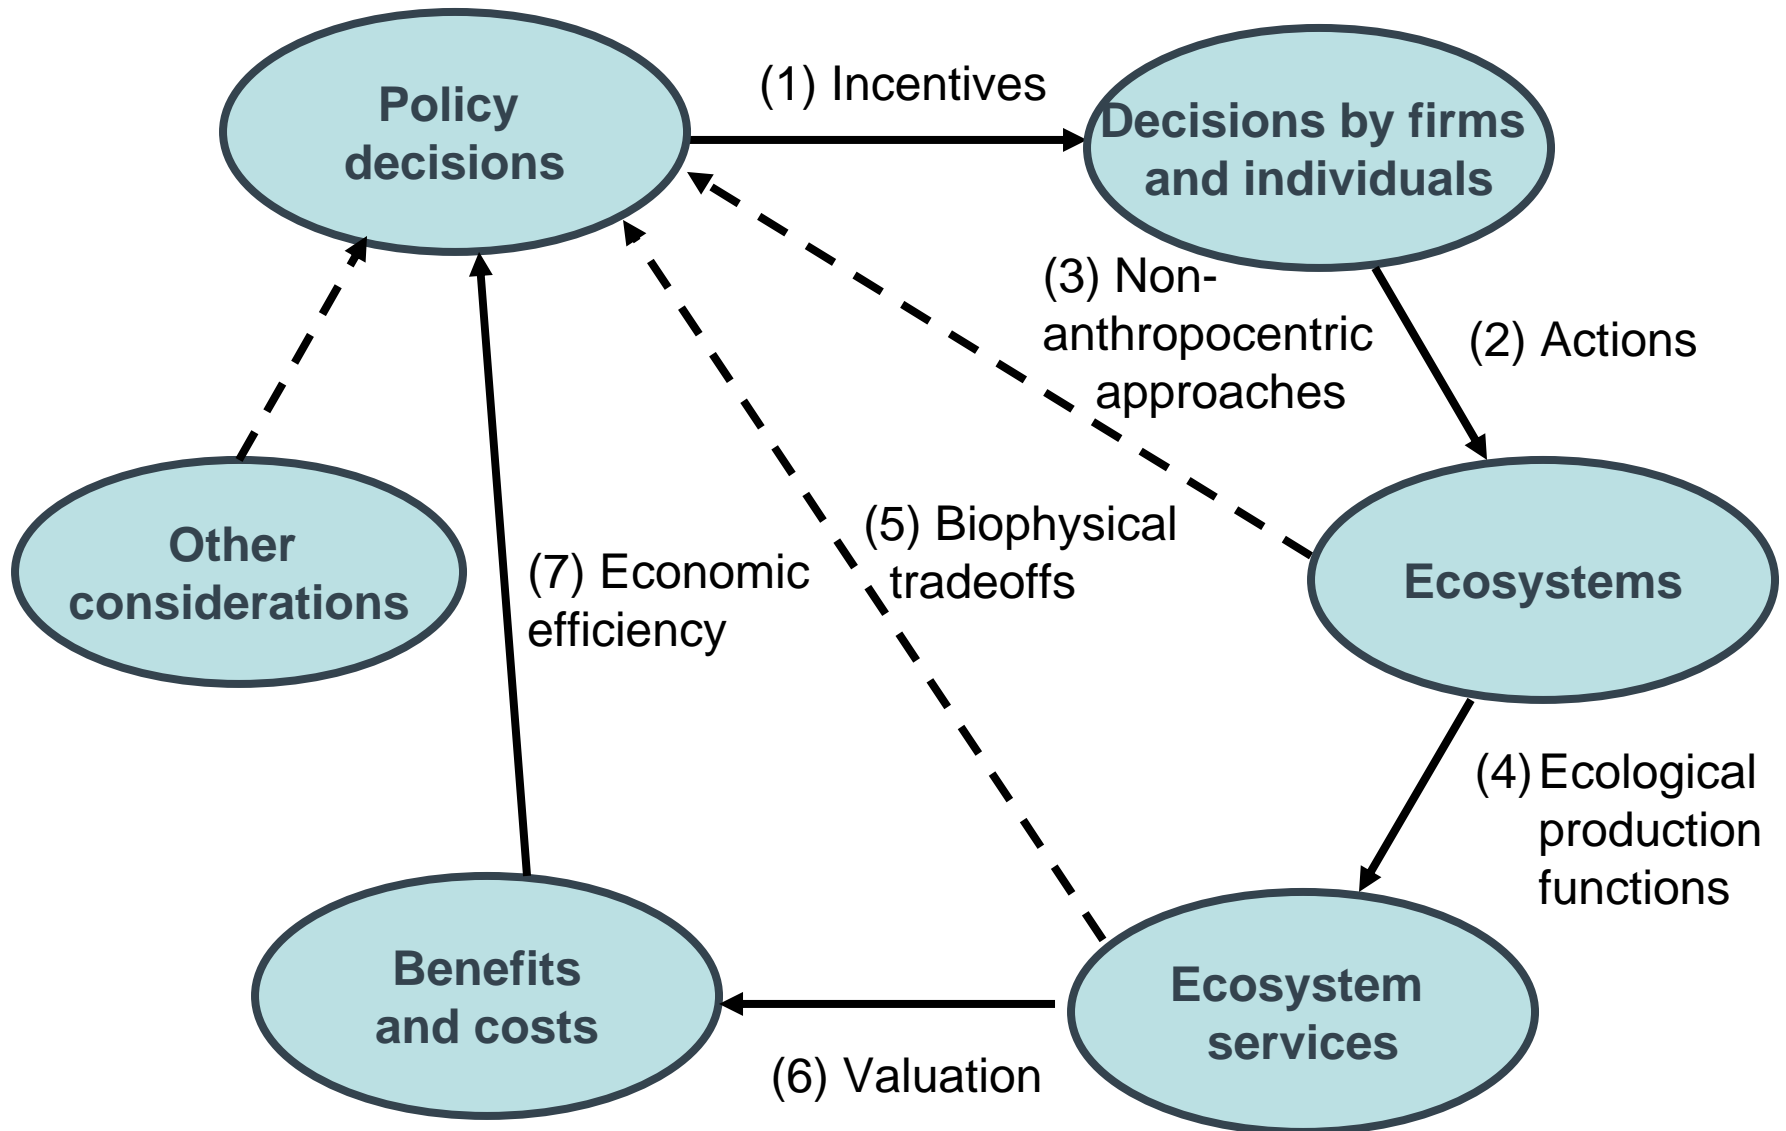 Policy
decisions
(1) Incentives
Decisions by firms
and individuals
(3) Non-
anthropocentric
approaches
(2) Actions
Other
considerations
(7) Economic
efficiency
(5) Biophysical
tradeoffs
Ecosystems
(4) Ecological
production
functions
Benefits
and costs
(6) Valuation
Ecosystem
services